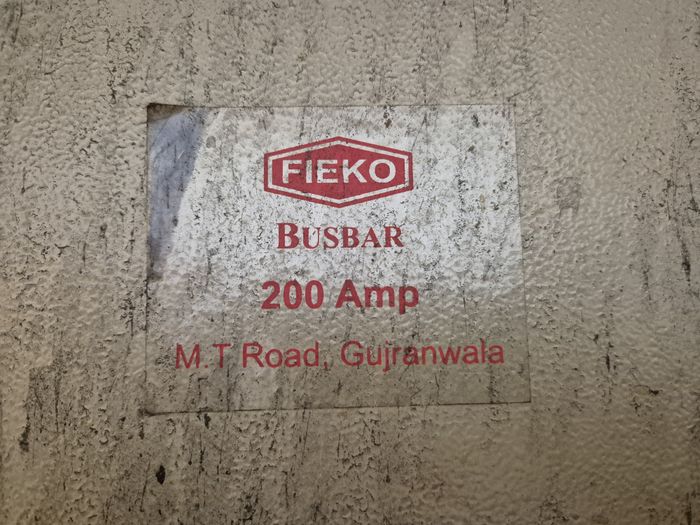 FIEKO
BUSBAR
200 Amp
M.T Road, Gujranwala